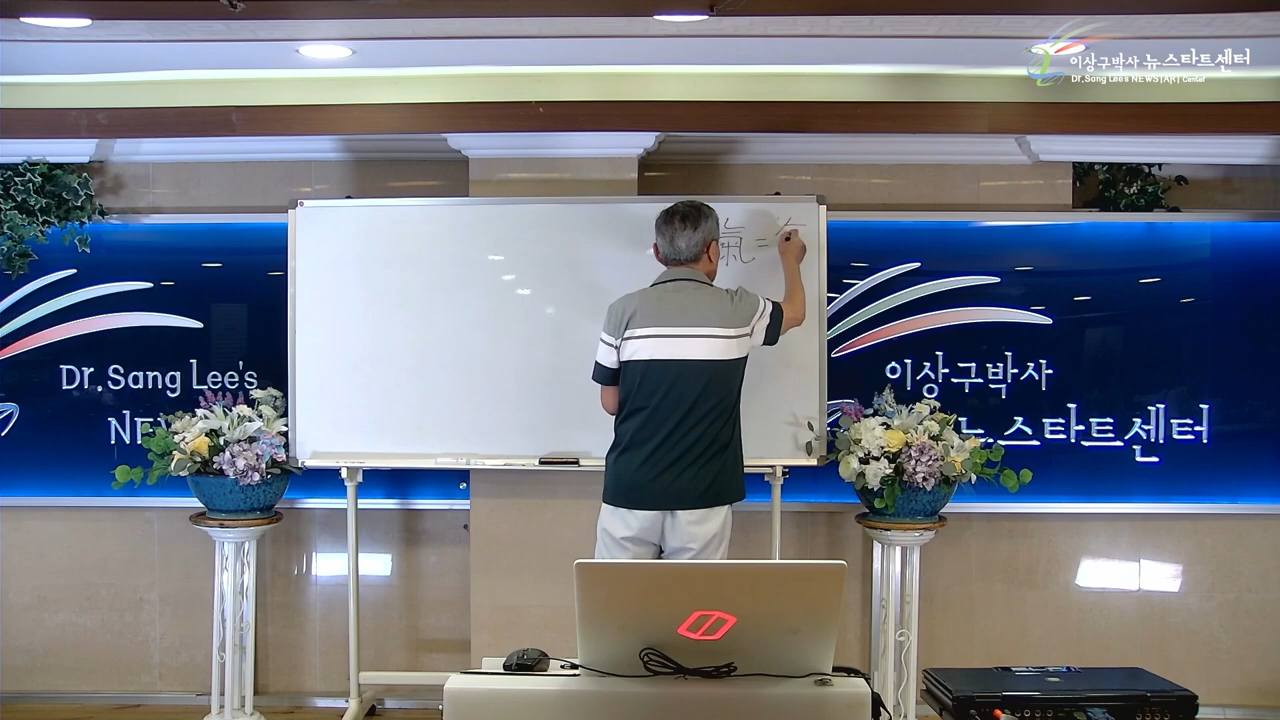 이상구박사 뉴스타트센터
Dr.Sang Lee's NEWSTART Center
氣 =
Dr.Sang Lee's
이상구박사
뉴스타트센터